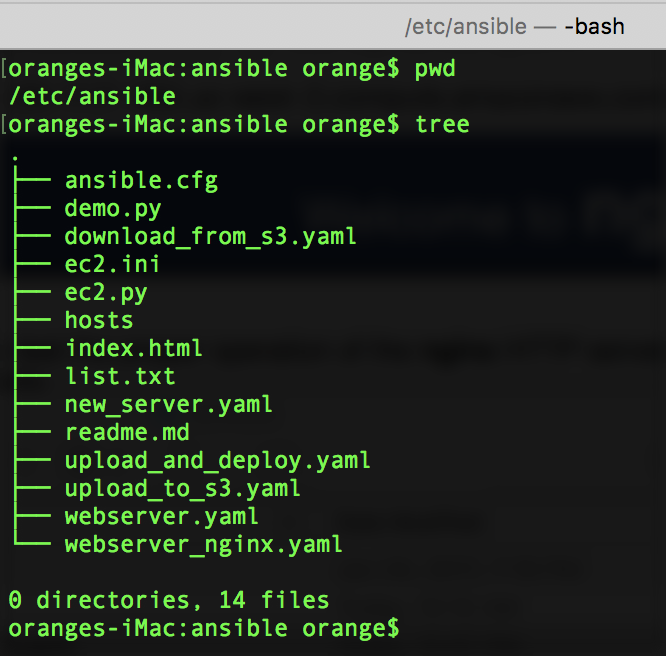 /etc/ansible — -bash
[oranges-iMac:ansible orange$ pwd
/etc/ansible
[oranges-iMac:ansible orange$ tree
.
├── ansible.cfg
├── demo.py
├── download_from_s3.yaml
├── ec2.ini
├── ec2.py
├── hosts
├── index.html
├── list.txt
├── new_server.yaml
├── readme.md
├── upload_and_deploy.yaml
├── upload_to_s3.yaml
├── webserver.yaml
└── webserver_nginx.yaml
0 directories, 14 files
oranges-iMac:ansible orange$